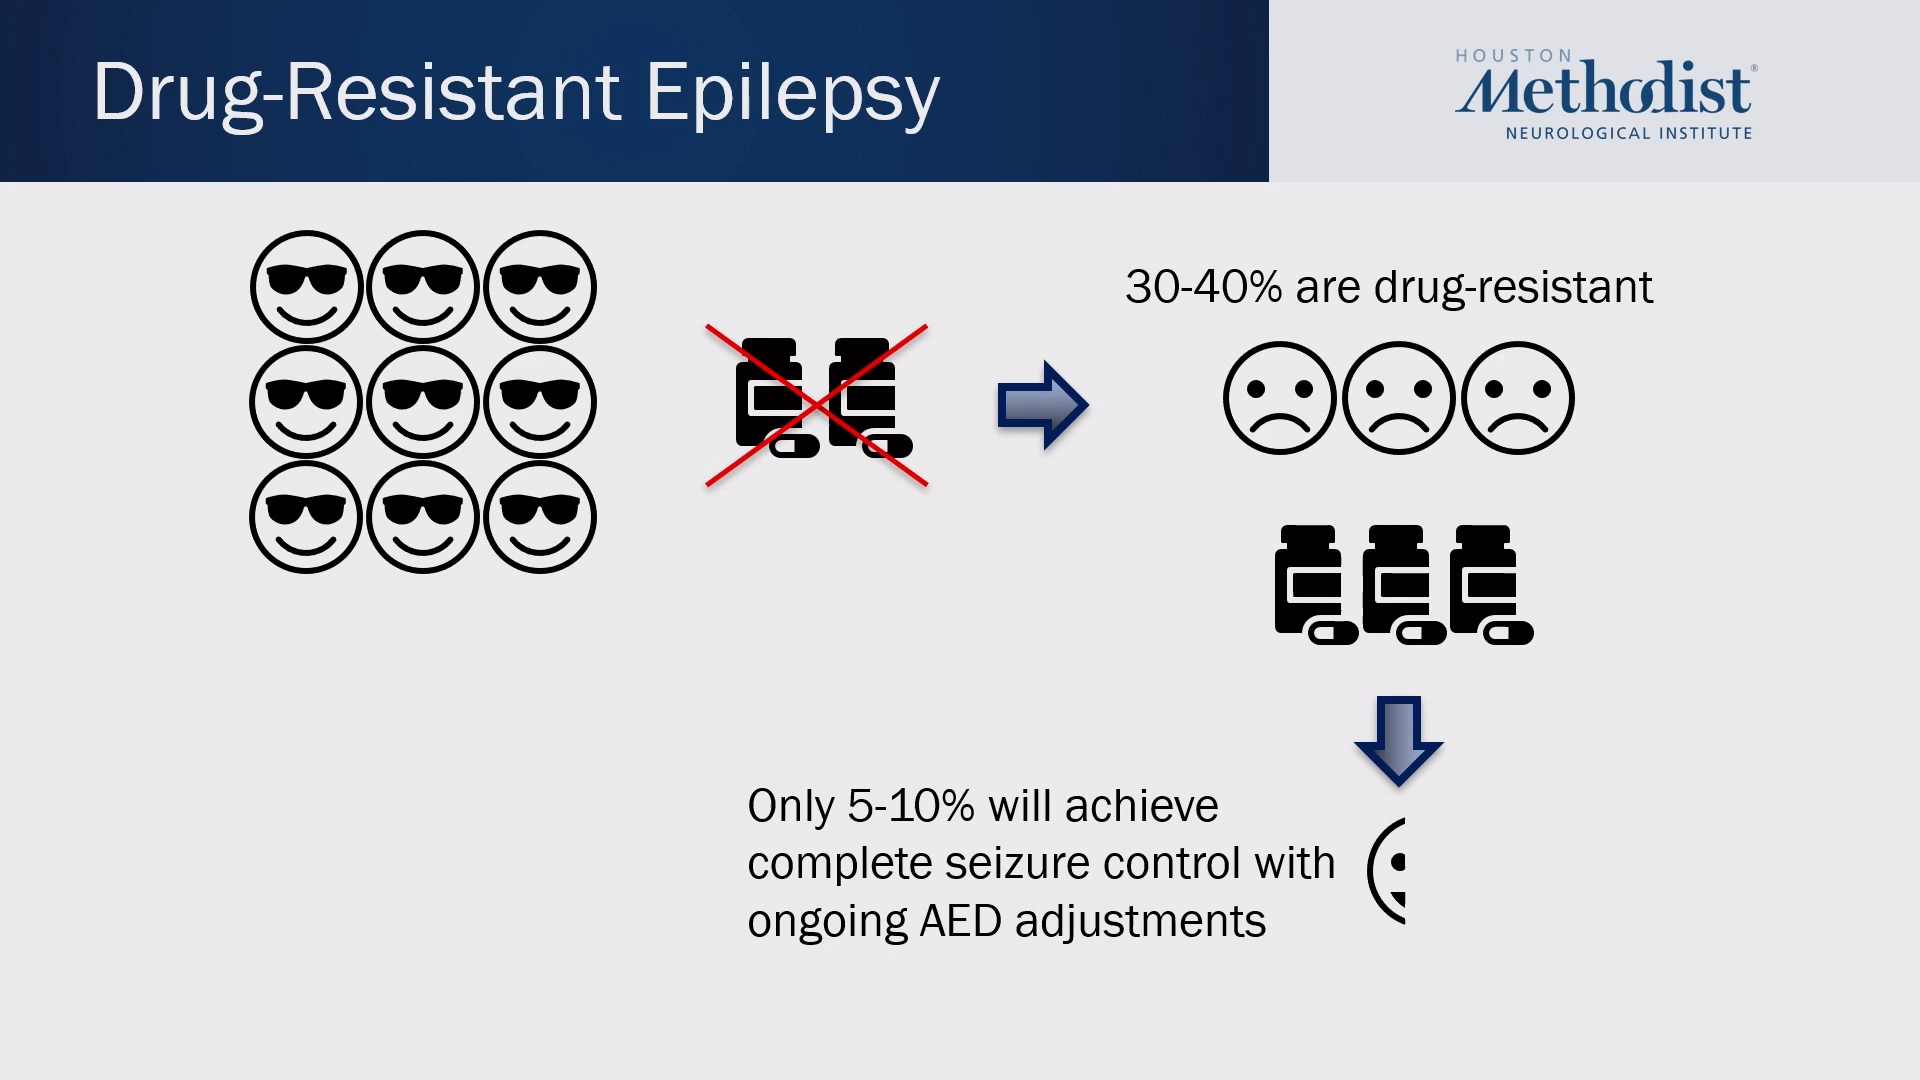 Drug-Resistant Epilepsy
HOUSTON
Methodist®
NEUROLOGICAL INSTITUTE
30-40% are drug-resistant
Only 5-10% will achieve
complete seizure control with
ongoing AED adjustments